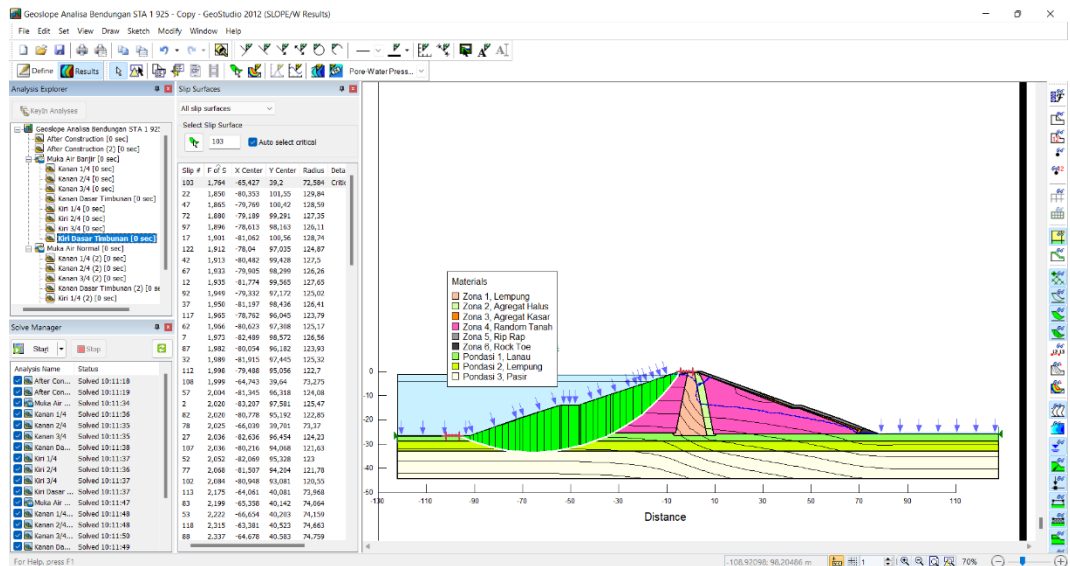 Geoslope Analisa Bendungan STA 1 925 - Copy - GeoStudio 2012 (SLOPE/W Results)
File Edit Set View Draw Sketch Modify Window Help
Define Results Pore-Water Press...
Analysis Explorer
KeyIn Analyses
Geoslope Analisa Bendungan STA 1 925
After Construction [0 sec]
After Construction (2) [0 sec]
Muka Air Banjir [0 sec]
Kanan 1/4 [0 sec]
Kanan 2/4 [0 sec]
Kanan 3/4 [0 sec]
Kanan Dasar Timbunan [0 sec]
Kiri 1/4 [0 sec]
Kiri 2/4 [0 sec]
Kiri 3/4 [0 sec]
Kiri Dasar Timbunan [0 sec]
Muka Air Normal [0 sec]
Kanan 1/4 (2) [0 sec]
Kanan 2/4 (2) [0 sec]
Kanan 3/4 (2) [0 sec]
Kanan Dasar Timbunan (2) [0 se
Kiri 1/4 (2) [0 sec]
Solve Manager
Start Stop
Analysis Name Status
After Con... Solved 10:11:18
After Con... Solved 10:11:19
Muka Air ... Solved 10:11:34
Kanan 1/4 Solved 10:11:36
Kanan 2/4 Solved 10:11:35
Kanan 3/4 Solved 10:11:35
Kanan Da... Solved 10:11:38
Kiri 1/4 Solved 10:11:37
Kiri 2/4 Solved 10:11:36
Kiri 3/4 Solved 10:11:37
Kiri Dasar ... Solved 10:11:37
Muka Air ... Solved 10:11:47
Kanan 1/4... Solved 10:11:48
Kanan 2/4... Solved 10:11:48
Kanan 3/4... Solved 10:11:50
Kanan Da... Solved 10:11:49
Slip Surfaces
All slip surfaces
Select Slip Surface
103 Auto select critical
Slip # F of S X Center Y Center Radius Deta
103 1,764 -65,427 39,2 72,584 Critic
22 1,850 -80,353 101,55 129,84
47 1,865 -79,769 100,42 128,59
72 1,880 -79,189 99,291 127,35
97 1,896 -78,613 98,163 126,11
17 1,901 -81,062 100,56 128,74
122 1,912 -78,04 97,035 124,87
42 1,913 -80,482 99,428 127,5
67 1,933 -79,905 98,299 126,26
12 1,935 -81,774 99,565 127,65
92 1,949 -79,332 97,172 125,02
37 1,950 -81,197 98,436 126,41
117 1,965 -78,762 96,045 123,79
62 1,966 -80,623 97,308 125,17
7 1,973 -82,489 98,572 126,56
87 1,982 -80,054 96,182 123,93
32 1,989 -81,915 97,445 125,32
112 1,998 -79,488 95,056 122,7
108 1,999 -64,743 39,64 73,275
57 2,004 -81,345 96,318 124,08
2 2,020 -83,207 97,581 125,47
82 2,020 -80,778 95,192 122,85
78 2,025 -66,039 39,701 73,37
27 2,036 -82,636 96,454 124,23
107 2,036 -80,216 94,068 121,63
52 2,052 -82,069 95,328 123
77 2,068 -81,507 94,204 121,78
102 2,084 -80,948 93,081 120,55
113 2,175 -64,061 40,081 73,968
83 2,199 -65,358 40,142 74,064
53 2,222 -66,654 40,203 74,159
118 2,315 -63,381 40,523 74,663
88 2,337 -64,678 40,583 74,759
Materials
Zona 1, Lempung
Zona 2, Agregat Halus
Zona 3, Agregat Kasar
Zona 4, Random Tanah
Zona 5, Rip Rap
Zona 6, Rock Toe
Pondasi 1, Lanau
Pondasi 2, Lempung
Pondasi 3, Pasir
0
-10
-20
-30
-40
-50
-130 -110 -90 -70 -50 -30 -10 10 30 50 70 90 110
Distance
For Help, press F1
-108,92098; 98,20486 m 1 70%